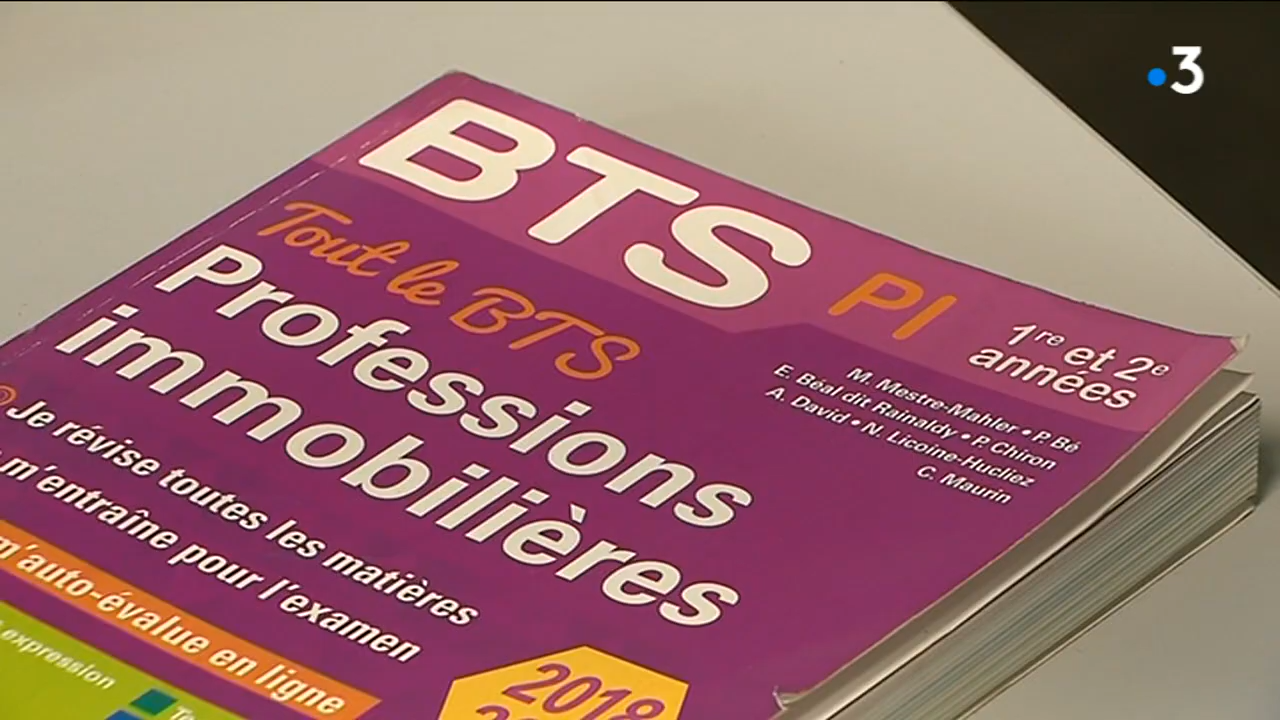 3
BTS PI
1re et 2e
années
Tout le BTS
Professions
immobilières
M. Mestre-Mahler • P. Bé
E. Béal dit Rainaldy • P. Chiron
A. David • N. Licoine-Hucliez
C. Maurin
Je révise toutes les matières
m'entraîne pour l'examen
m'auto-évalue en ligne
expression
2018